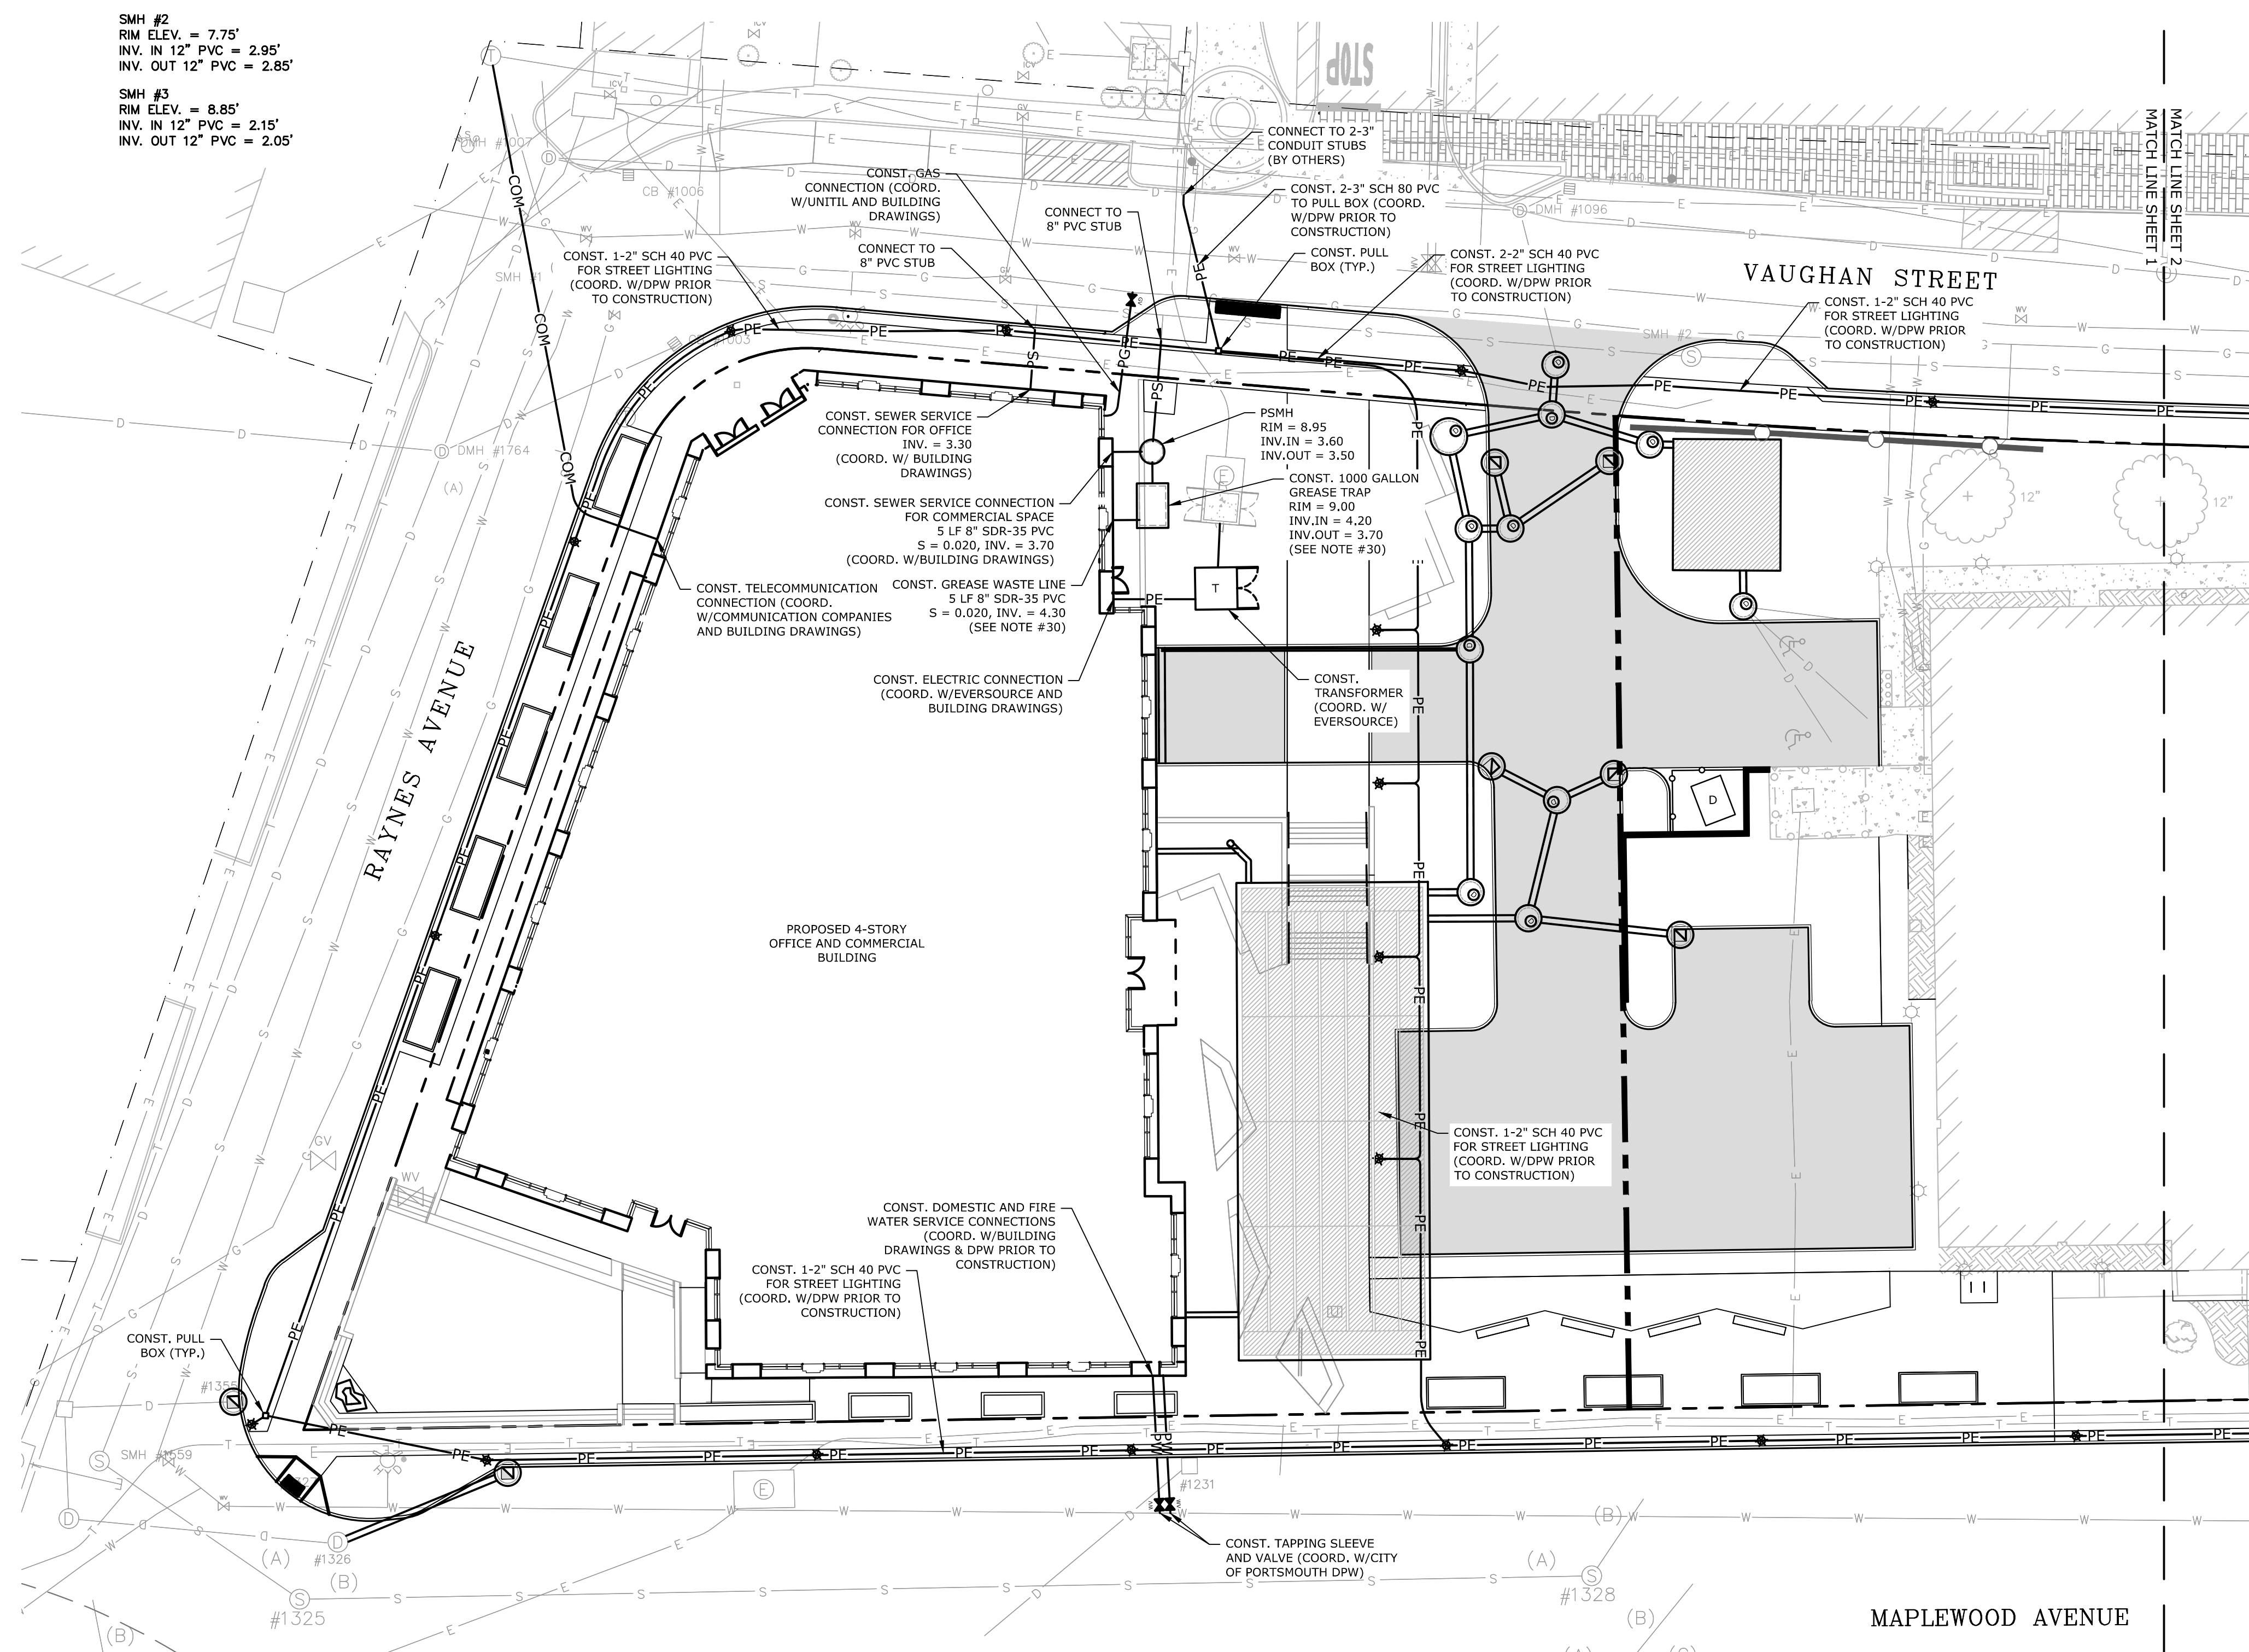 SMH #2
RIM ELEV. = 7.75'
INV. IN 12" PVC = 2.95'
INV. OUT 12" PVC = 2.85'
SMH #3
RIM ELEV. = 8.85'
INV. IN 12" PVC = 2.15'
INV. OUT 12" PVC = 2.05'
STOP
MATCH LINE SHEET 1
MATCH LINE SHEET 2
CONNECT TO 2-3"
CONDUIT STUBS
(BY OTHERS)
CONST. GAS
CONNECTION (COORD.
W/UNITIL AND BUILDING
DRAWINGS)
CONST. 2-3" SCH 80 PVC
TO PULL BOX (COORD.
W/DPW PRIOR TO
CONSTRUCTION)
CONNECT TO
8" PVC STUB
CONNECT TO
8" PVC STUB
CONST. PULL
BOX (TYP.)
CONST. 1-2" SCH 40 PVC
FOR STREET LIGHTING
(COORD. W/DPW PRIOR
TO CONSTRUCTION)
CONST. 2-2" SCH 40 PVC
FOR STREET LIGHTING
(COORD. W/DPW PRIOR
TO CONSTRUCTION)
VAUGHAN STREET
CONST. 1-2" SCH 40 PVC
FOR STREET LIGHTING
(COORD. W/DPW PRIOR
TO CONSTRUCTION)
DMH #1007
CB #1006
DMH #1096
SMH #1
SMH #2
DMH #1764
(A)
CONST. SEWER SERVICE
CONNECTION FOR OFFICE
INV. = 3.30
(COORD. W/ BUILDING
DRAWINGS)
PSMH
RIM = 8.95
INV.IN = 3.60
INV.OUT = 3.50
CONST. SEWER SERVICE CONNECTION
FOR COMMERCIAL SPACE
5 LF 8" SDR-35 PVC
S = 0.020, INV. = 3.70
(COORD. W/BUILDING DRAWINGS)
CONST. 1000 GALLON
GREASE TRAP
RIM = 9.00
INV.IN = 4.20
INV.OUT = 3.70
(SEE NOTE #30)
12"
12"
CONST. TELECOMMUNICATION
CONNECTION (COORD.
W/COMMUNICATION COMPANIES
AND BUILDING DRAWINGS)
CONST. GREASE WASTE LINE
5 LF 8" SDR-35 PVC
S = 0.020, INV. = 4.30
(SEE NOTE #30)
T
CONST. ELECTRIC CONNECTION
(COORD. W/EVERSOURCE AND
BUILDING DRAWINGS)
CONST.
TRANSFORMER
(COORD. W/
EVERSOURCE)
RAYNES AVENUE
D
PROPOSED 4-STORY
OFFICE AND COMMERCIAL
BUILDING
CONST. 1-2" SCH 40 PVC
FOR STREET LIGHTING
(COORD. W/DPW PRIOR
TO CONSTRUCTION)
GV
WV
CONST. DOMESTIC AND FIRE
WATER SERVICE CONNECTIONS
(COORD. W/BUILDING
DRAWINGS & DPW PRIOR TO
CONSTRUCTION)
CONST. 1-2" SCH 40 PVC
FOR STREET LIGHTING
(COORD. W/DPW PRIOR TO
CONSTRUCTION)
CONST. PULL
BOX (TYP.)
#1355
#1231
#1326
(A)
(B)
#1325
(B)
CONST. TAPPING SLEEVE
AND VALVE (COORD. W/CITY
OF PORTSMOUTH DPW)
(A)
(B)
#1328
(B)
MAPLEWOOD AVENUE